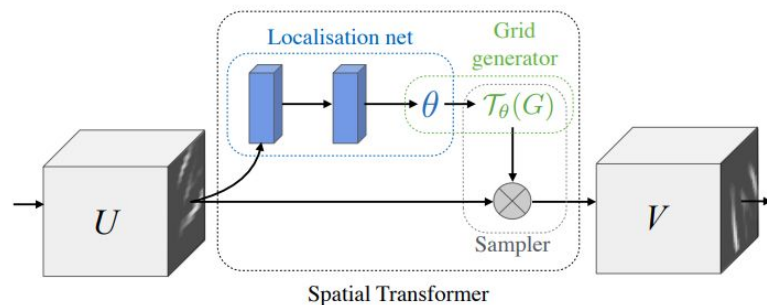 Localisation net
Grid
generator
θ
𝒯θ(G)
U
V
Sampler
Spatial Transformer